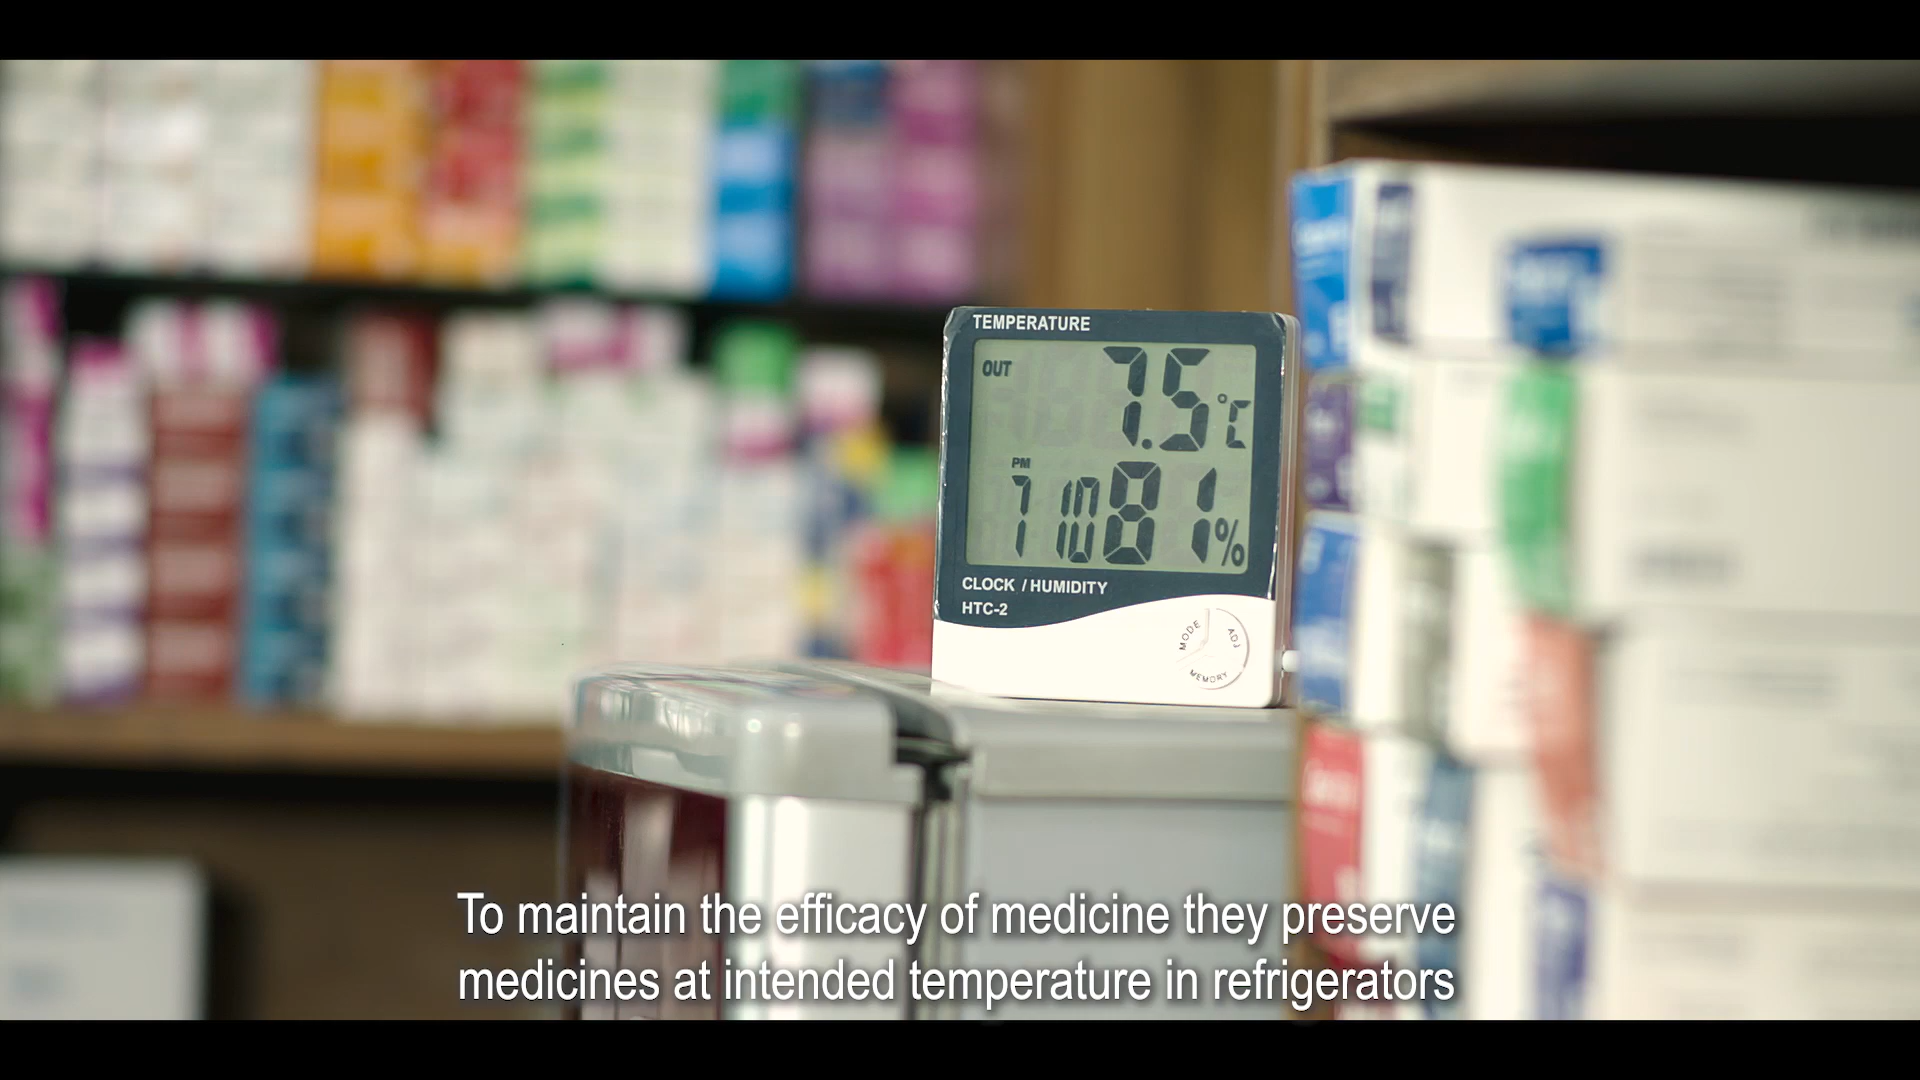 TEMPERATURE
OUT 7.5 °C
PM
7 10 81 %
CLOCK / HUMIDITY
HTC-2
MODE
ADJ
MEMORY
To maintain the efficacy of medicine they preserve
medicines at intended temperature in refrigerators